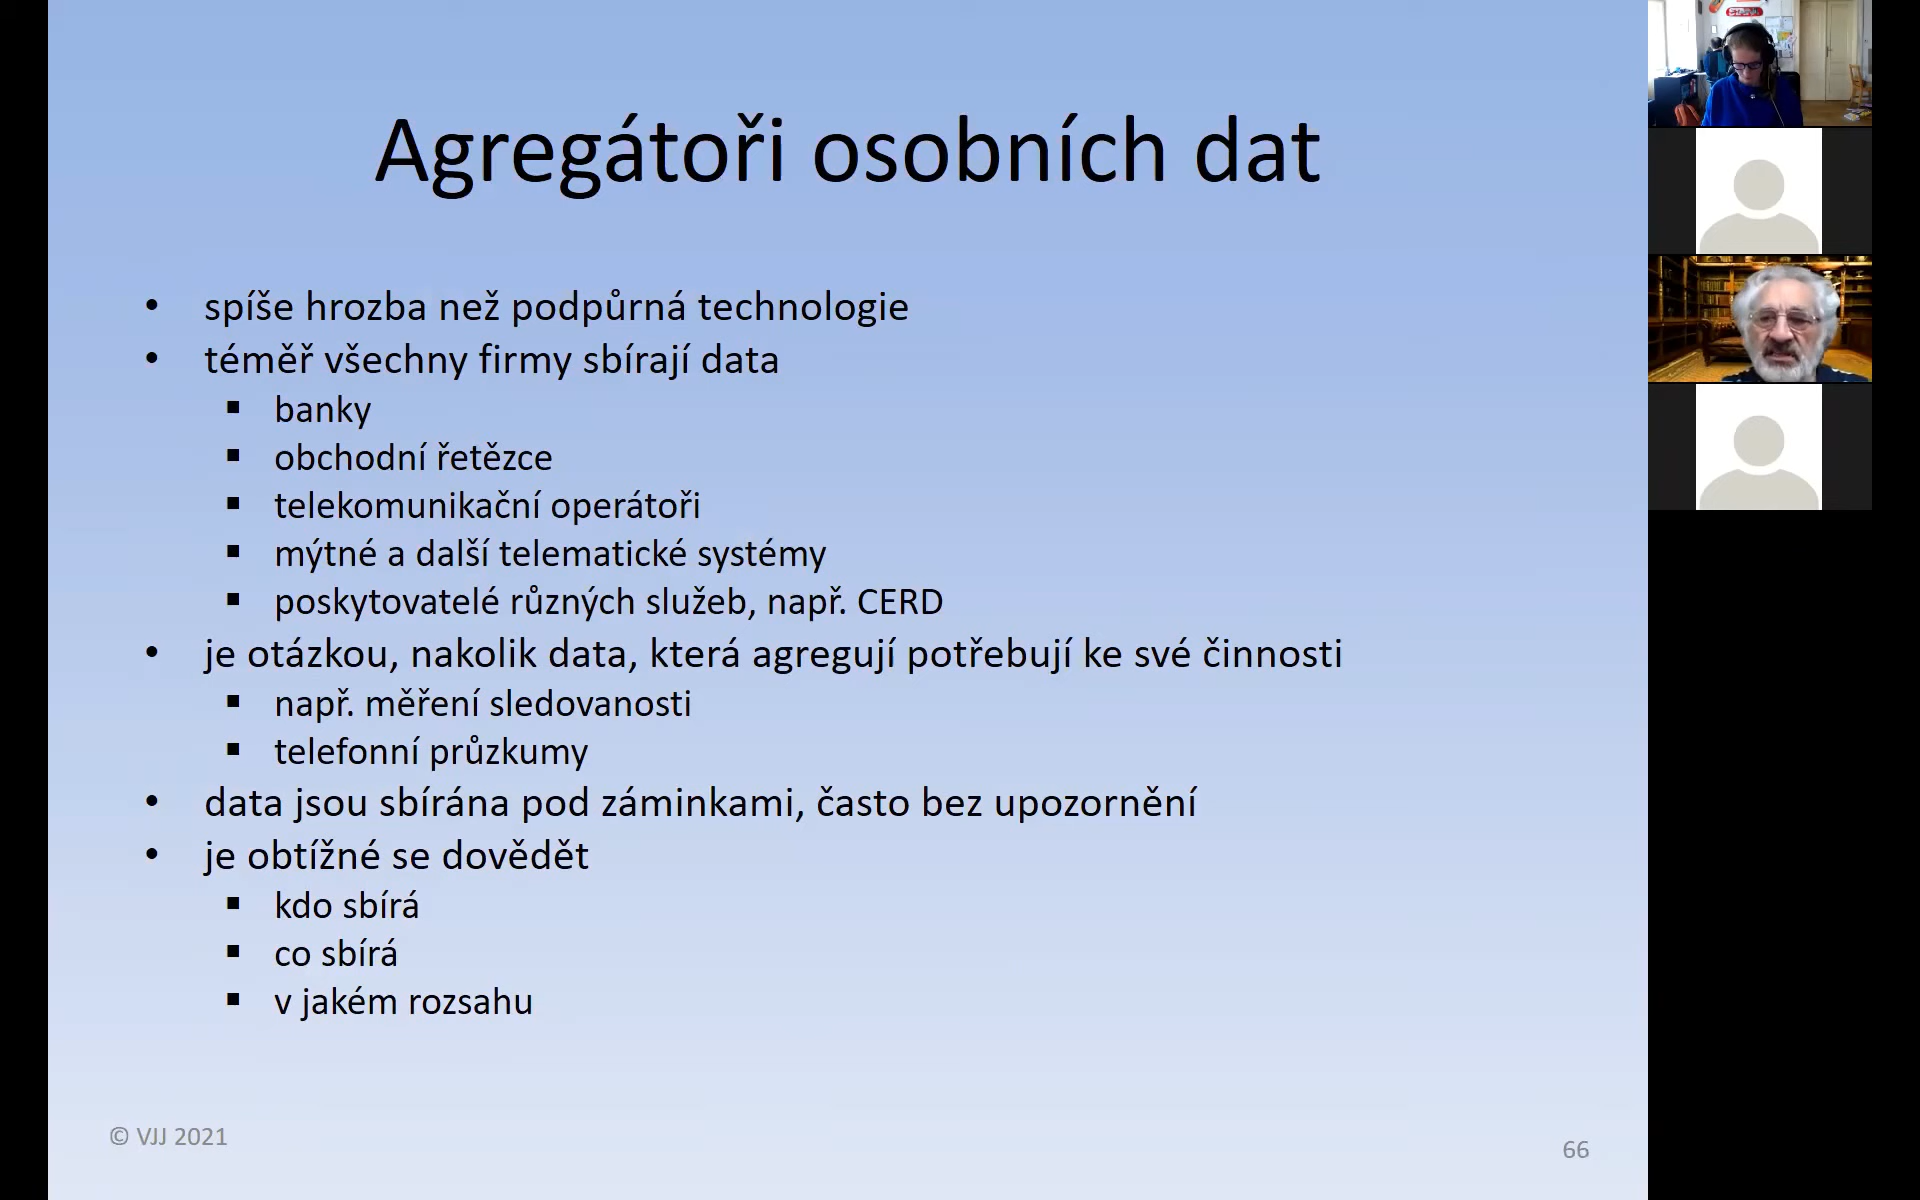 Agregátoři osobních dat
• spíše hrozba než podpůrná technologie
• téměř všechny firmy sbírají data
▪ banky
▪ obchodní řetězce
▪ telekomunikační operátoři
▪ mýtné a další telematické systémy
▪ poskytovatelé různých služeb, např. CERD
• je otázkou, nakolik data, která agregují potřebují ke své činnosti
▪ např. měření sledovanosti
▪ telefonní průzkumy
• data jsou sbírána pod záminkami, často bez upozornění
• je obtížné se dovědět
▪ kdo sbírá
▪ co sbírá
▪ v jakém rozsahu
© VJJ 2021
66